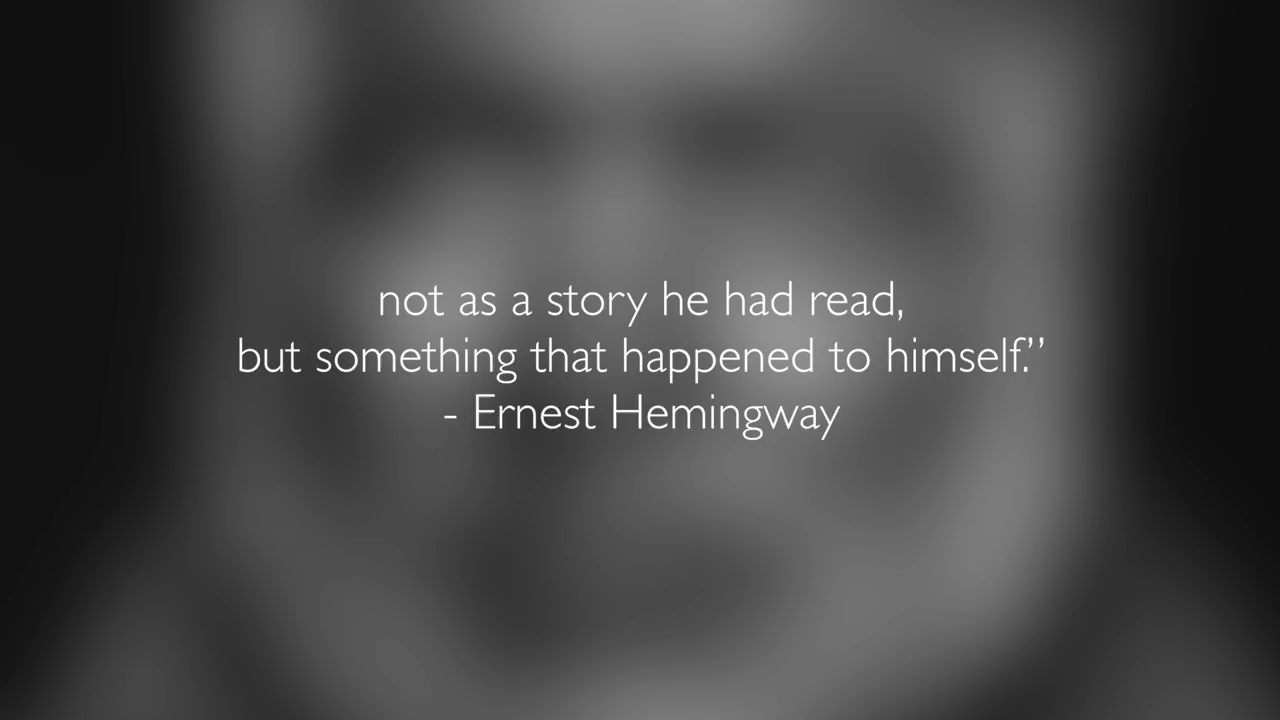 not as a story he had read,
but something that happened to himself.”
- Ernest Hemingway